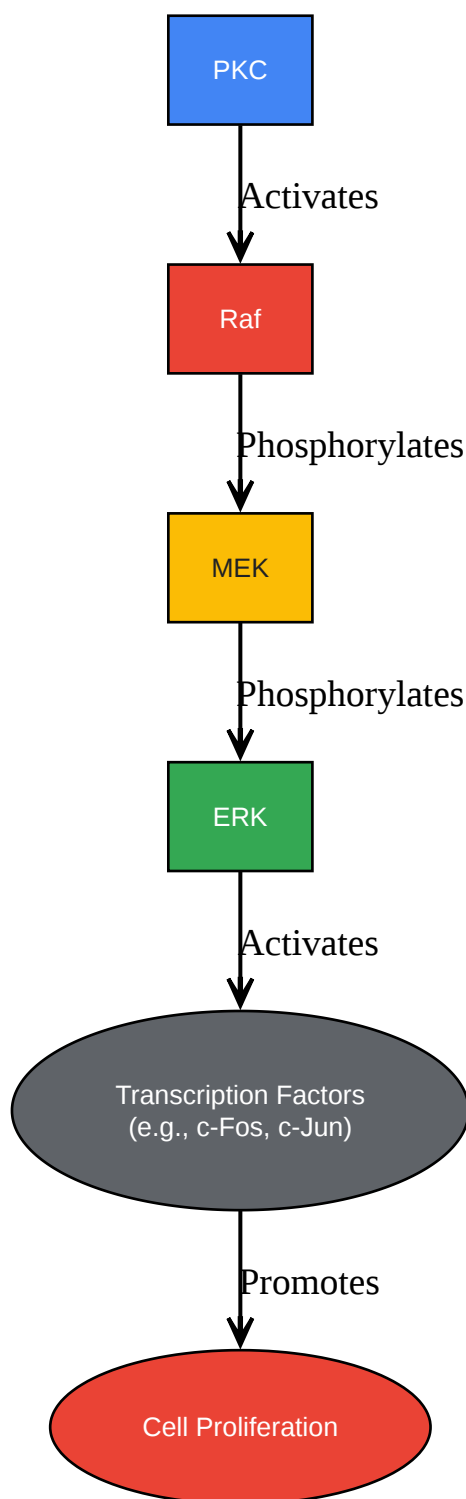 PKC
Activates
Raf
Phosphorylates
MEK
Phosphorylates
ERK
Activates
Transcription Factors
(e.g., c-Fos, c-Jun)
Promotes
Cell Proliferation